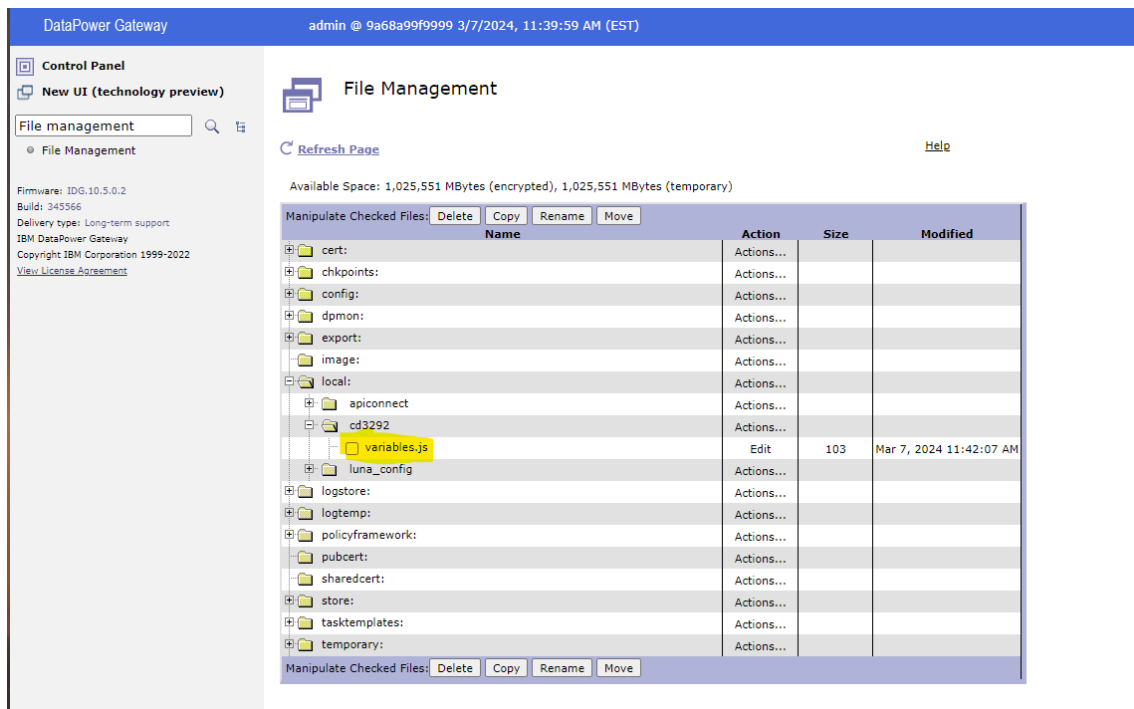 DataPower Gateway admin @ 9a68a99f9999 3/7/2024, 11:39:59 AM (EST)
Control Panel
New UI (technology preview)
File management
File Management
Firmware: IDG.10.5.0.2
Build: 345566
Delivery type: Long-term support
IBM DataPower Gateway
Copyright IBM Corporation 1999-2022
View License Agreement
File Management
Refresh Page Help
Available Space: 1,025,551 MBytes (encrypted), 1,025,551 MBytes (temporary)
Manipulate Checked Files: Delete Copy Rename Move
Name Action Size Modified
cert: Actions...
chkpoints: Actions...
config: Actions...
dpmon: Actions...
export: Actions...
image: Actions...
local: Actions...
apiconnect Actions...
cd3292 Actions...
variables.js Edit 103 Mar 7, 2024 11:42:07 AM
luna_config Actions...
logstore: Actions...
logtemp: Actions...
policyframework: Actions...
pubcert: Actions...
sharedcert: Actions...
store: Actions...
tasktemplates: Actions...
temporary: Actions...
Manipulate Checked Files: Delete Copy Rename Move